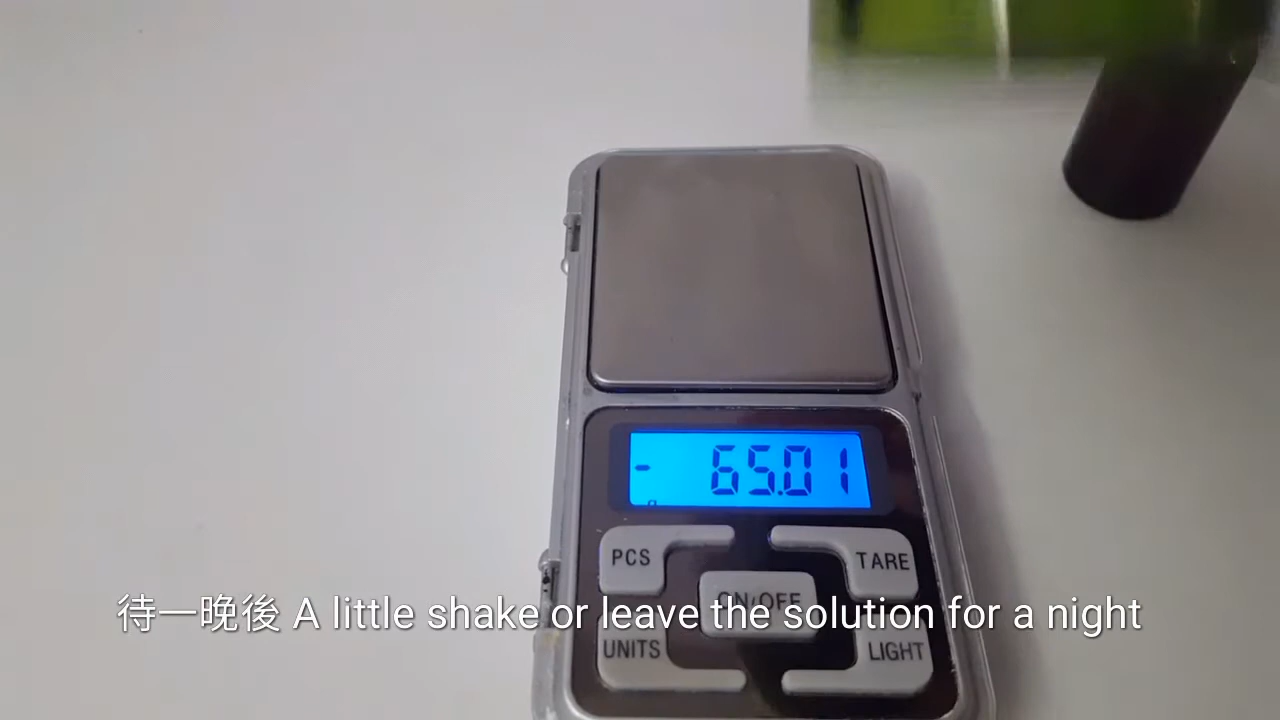 - 65.01
g
PCS
TARE
ON/OFF
UNITS
LIGHT
待一晚後 A little shake or leave the solution for a night